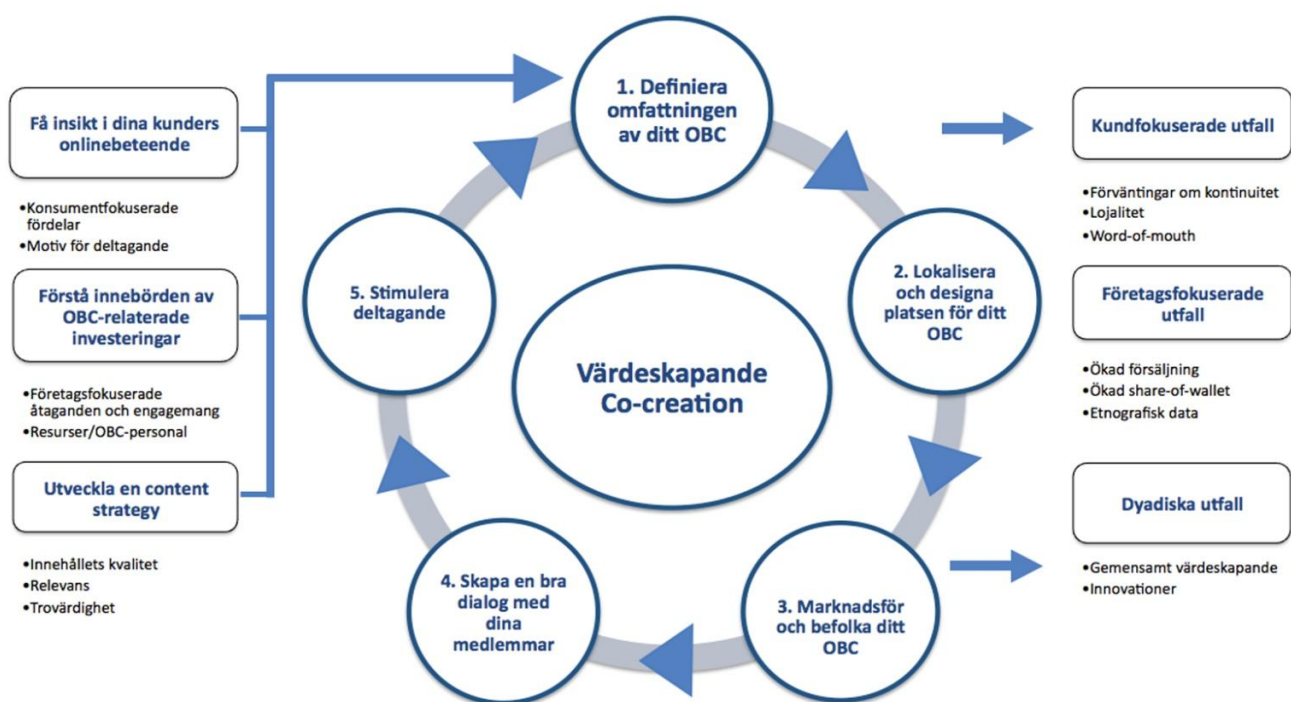 Få insikt i dina
kunders
onlinebeteende
•Konsumentfokuserade
fördelar
•Motiv för deltagande
Förstå innebörden av
OBC-relaterade
investeringar
•Företagsfokuserade
åtaganden och engagemang
•Resurser/OBC-personal
Utveckla en content
strategy
•Innehållets kvalitet
•Relevans
•Trovärdighet
1. Definiera
omfattningen
av ditt OBC
2. Lokalisera
och designa
platsen för ditt
OBC
3. Marknadsför
och befolka ditt
OBC
4. Skapa en bra
dialog med
dina
medlemmar
5. Stimulera
deltagande
Värdeskapande
Co-creation
Kundfokuserade utfall
•Förväntingar om kontinuitet
•Lojalitet
•Word-of-mouth
Företagsfokuserade
utfall
•Ökad försäljning
•Ökad share-of-wallet
•Etnografisk data
Dyadiska utfall
•Gemensamt värdeskapande
•Innovationer